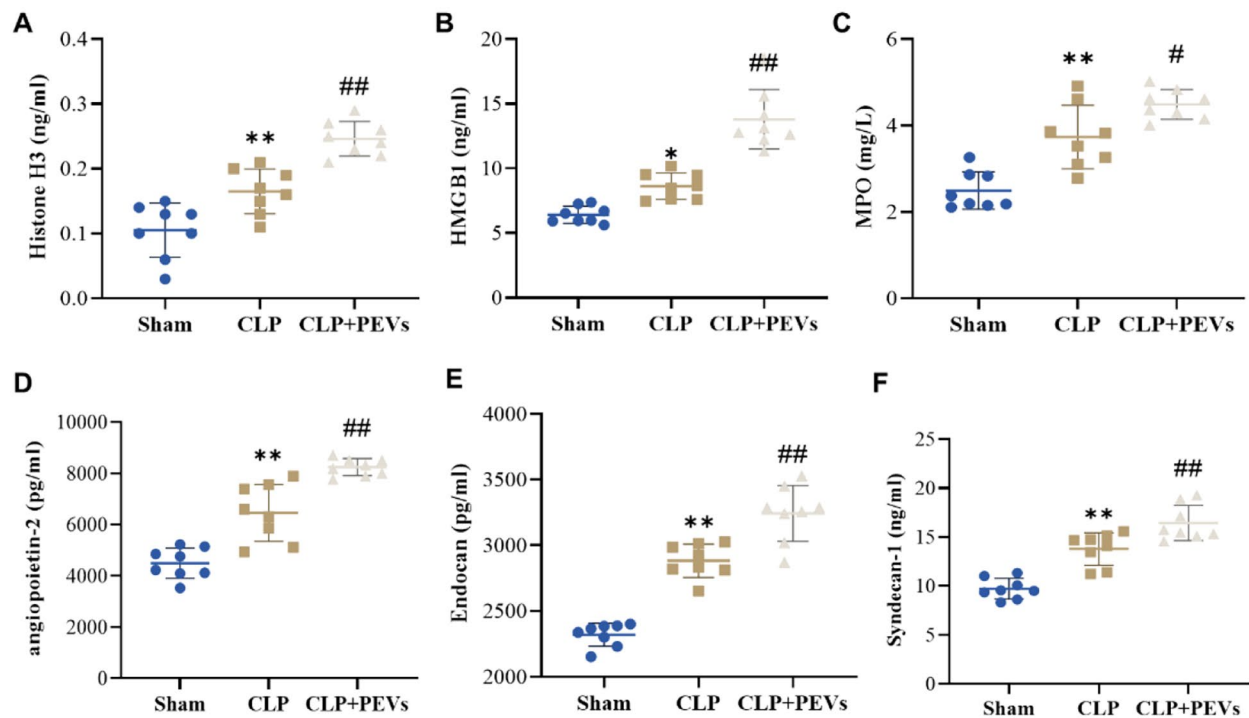 A
Histone H3 (ng/ml)
0.4
0.3
0.2
0.1
0.0
**
##
Sham CLP CLP+PEVs
B
HMGB1 (ng/ml)
20
15
10
5
0
*
##
Sham CLP CLP+PEVs
C
MPO (mg/L)
6
4
2
0
**
#
Sham CLP CLP+PEVs
D
angiopoietin-2 (pg/ml)
10000
8000
6000
4000
2000
0
**
##
Sham CLP CLP+PEVs
E
Endocan (pg/ml)
4000
3500
3000
2500
2000
**
##
Sham CLP CLP+PEVs
F
Syndecan-1 (ng/ml)
25
20
15
10
5
0
**
##
Sham CLP CLP+PEVs